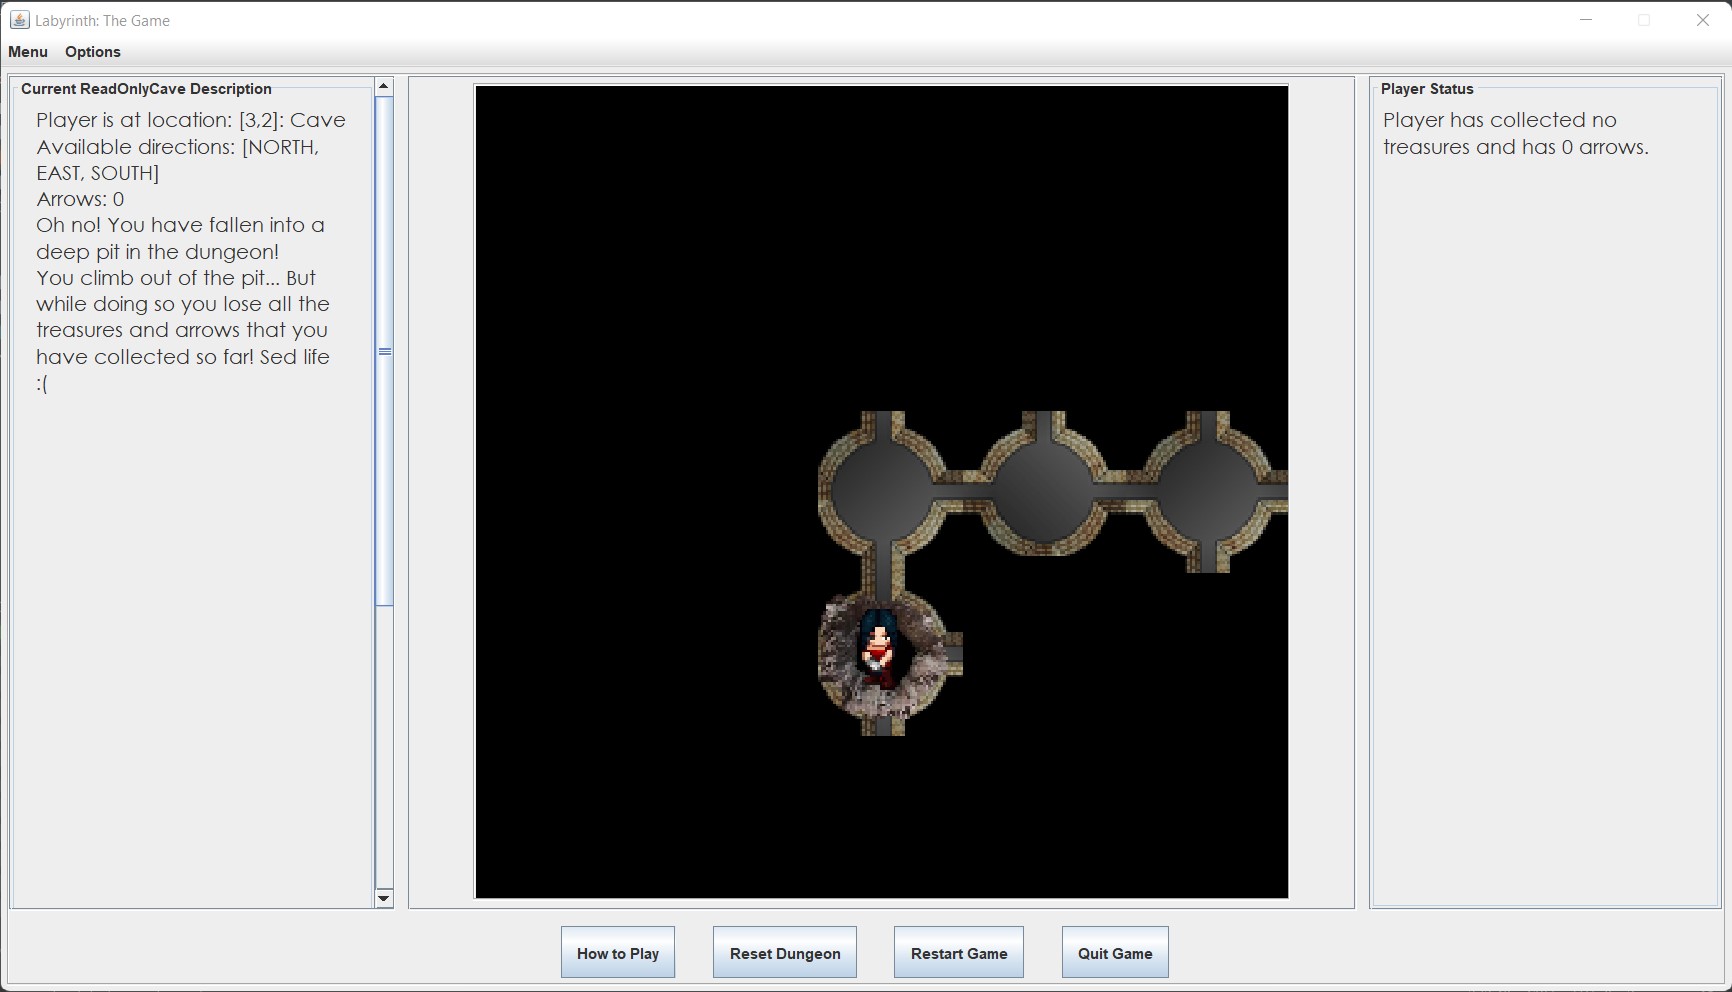 Labyrinth: The Game
Menu Options
Current ReadOnlyCave Description
Player is at location: [3,2]: Cave
Available directions: [NORTH,
EAST, SOUTH]
Arrows: 0
Oh no! You have fallen into a
deep pit in the dungeon!
You climb out of the pit... But
while doing so you lose all the
treasures and arrows that you
have collected so far! Sed life
:(
Player Status
Player has collected no
treasures and has 0 arrows.
How to Play
Reset Dungeon
Restart Game
Quit Game